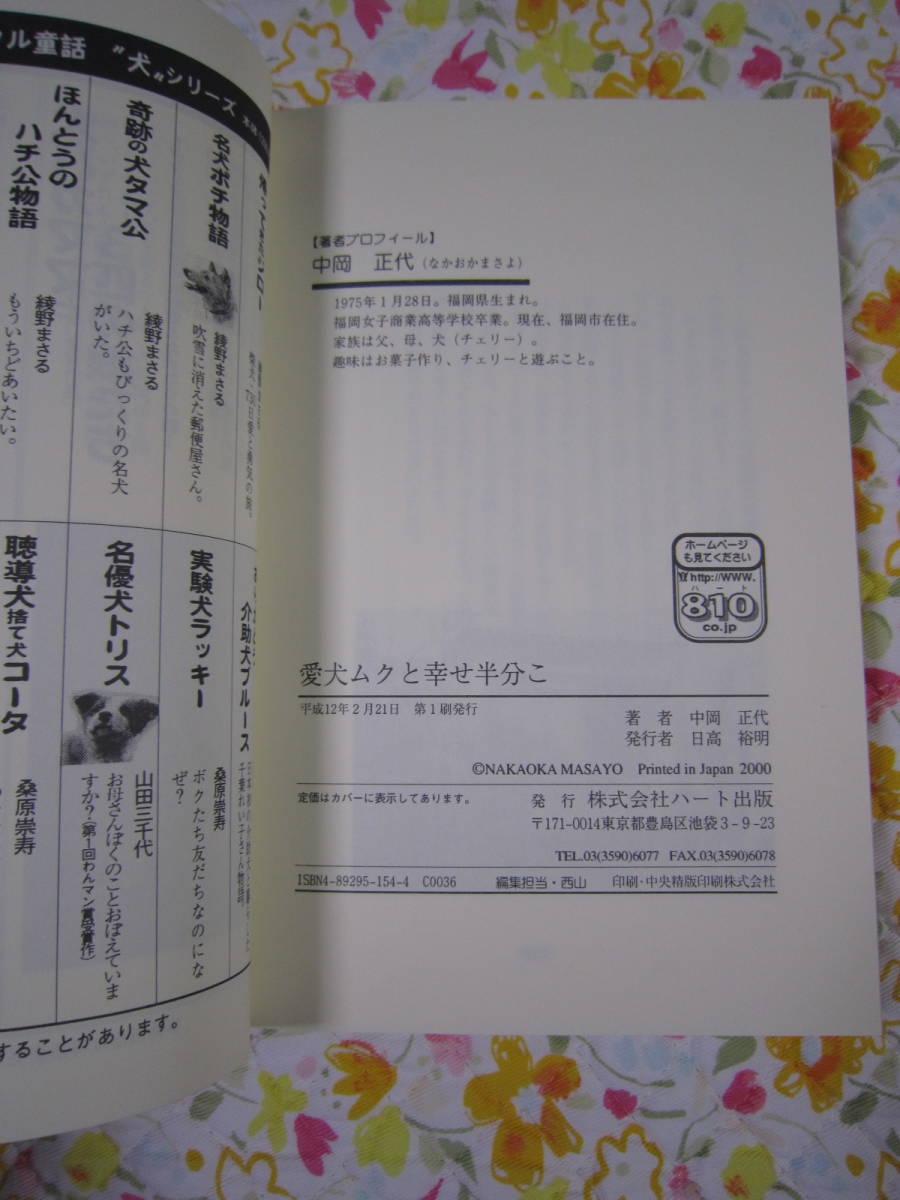 ル童話 〝犬〟シリーズ
名犬ポチ物語
綾野まさる
吹雪に消えた郵便屋さん。
奇跡の犬タマ公
綾野まさる
ハチ公もびっくりの名犬
がいた。
ほんとうの
ハチ公物語
綾野まさる
もういちどあいたい。
介助犬ブルース
実験犬ラッキー
桑原崇寿
ボクたち友だちなのにな
ぜ?
名優犬トリス
山田三千代
お母さんぼくのことおぼえていま
すか?(第1回わんマン賞受賞作)
聴導犬捨て犬コータ
桑原崇寿
することがあります。
【著者プロフィール】
中岡 正代(なかおかまさよ)
1975年1月28日。福岡県生まれ。
福岡女子商業高等学校卒業。現在、福岡市在住。
家族は父、母、犬(チェリー)。
趣味はお菓子作り、チェリーと遊ぶこと。
ホームページ
も見てください
http://www.
ハート
810
co.jp
愛犬ムクと幸せ半分こ
平成12年2月21日 第1刷発行
著 者 中岡 正代
発行者 日高 裕明
©NAKAOKA MASAYO Printed in Japan 2000
定価はカバーに表示してあります。
発 行 株式会社ハート出版
〒171-0014東京都豊島区池袋3-9-23
TEL.03(3590)6077 FAX.03(3590)6078
ISBN4-89295-154-4 C0036 編集担当・西山 印刷・中央精版印刷株式会社